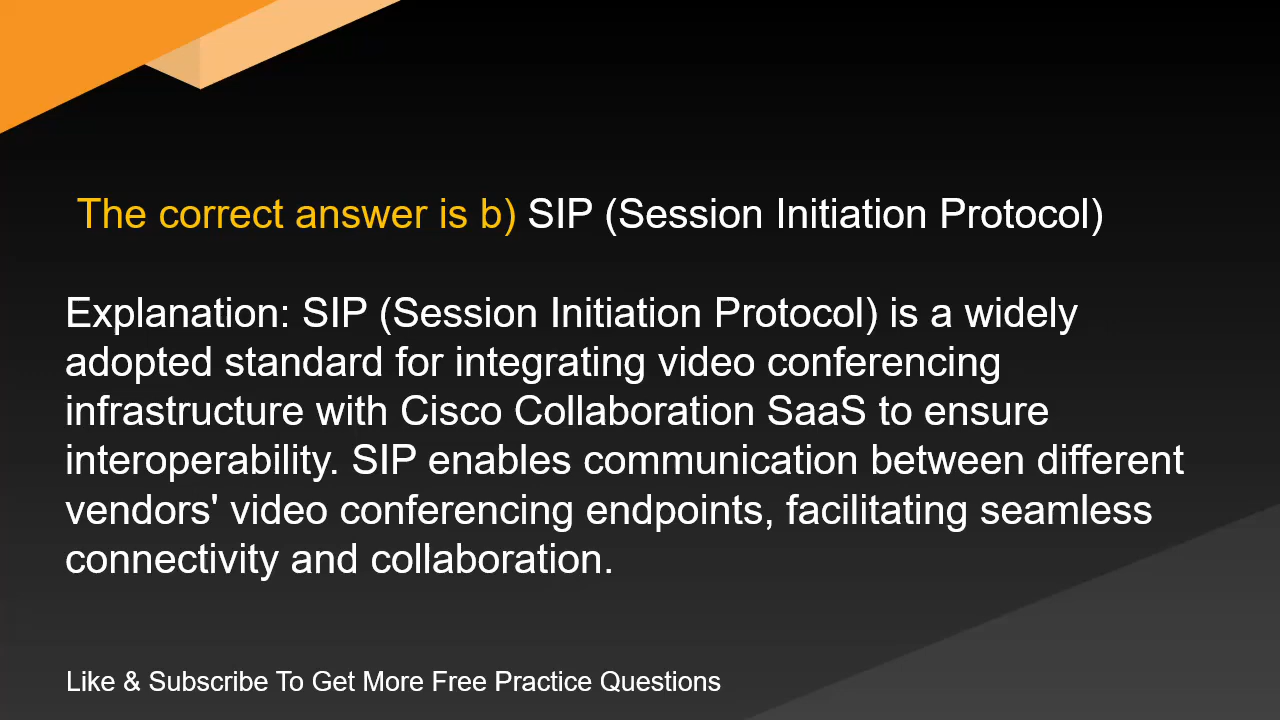 The correct answer is b) SIP (Session Initiation Protocol)
Explanation: SIP (Session Initiation Protocol) is a widely
adopted standard for integrating video conferencing
infrastructure with Cisco Collaboration SaaS to ensure
interoperability. SIP enables communication between different
vendors' video conferencing endpoints, facilitating seamless
connectivity and collaboration.
Like & Subscribe To Get More Free Practice Questions